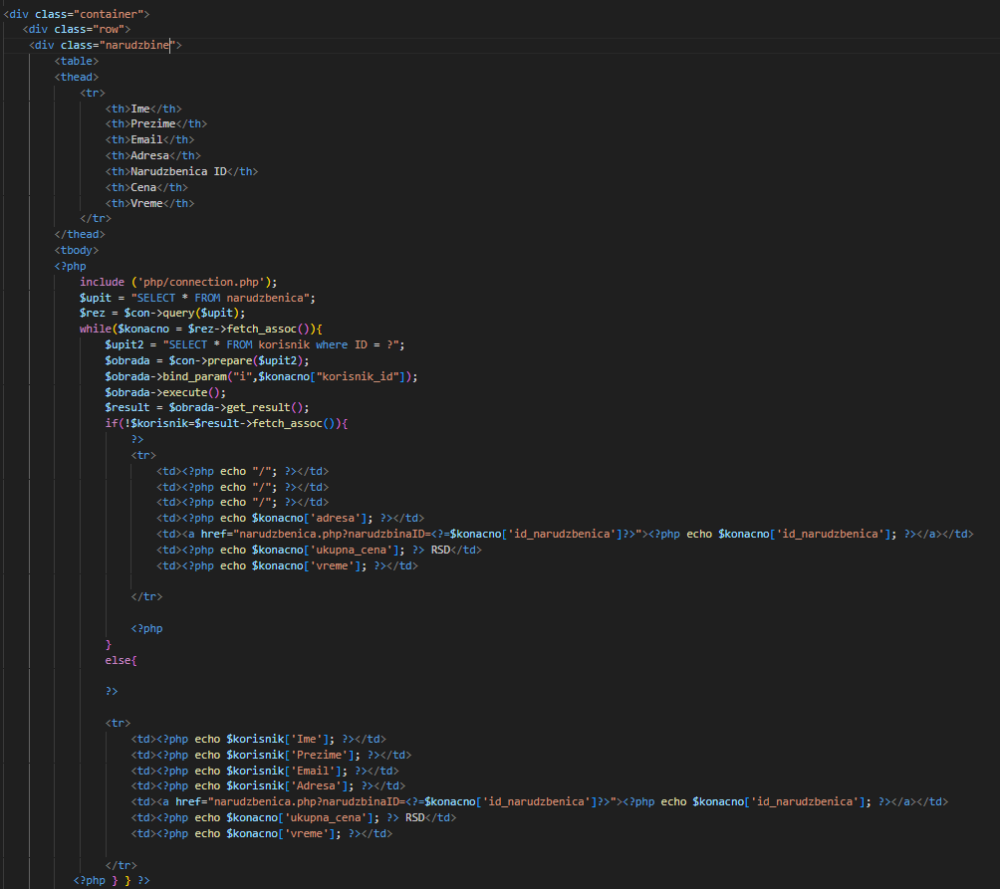 <div class="container">
<div class="row">
<div class="narudzbine">
<table>
<thead>
<tr>
<th>Ime</th>
<th>Prezime</th>
<th>Email</th>
<th>Adresa</th>
<th>Narudzbenica ID</th>
<th>Cena</th>
<th>Vreme</th>
</tr>
</thead>
<tbody>
<?php
include ('php/connection.php');
$upit = "SELECT * FROM narudzbenica";
$rez = $con->query($upit);
while($konacno = $rez->fetch_assoc()){
$upit2 = "SELECT * FROM korisnik where ID = ?";
$obrada = $con->prepare($upit2);
$obrada->bind_param("i",$konacno["korisnik_id"]);
$obrada->execute();
$result = $obrada->get_result();
if(!$korisnik=$result->fetch_assoc()){
?>
<tr>
<td><?php echo "/"; ?></td>
<td><?php echo "/"; ?></td>
<td><?php echo "/"; ?></td>
<td><?php echo $konacno['adresa']; ?></td>
<td><a href="narudzbenica.php?narudzbinaID=<?=$konacno['id_narudzbenica']?>"><?php echo $konacno['id_narudzbenica']; ?></a></td>
<td><?php echo $konacno['ukupna_cena']; ?> RSD</td>
<td><?php echo $konacno['vreme']; ?></td>
</tr>
<?php
}
else{
?>
<tr>
<td><?php echo $korisnik['Ime']; ?></td>
<td><?php echo $korisnik['Prezime']; ?></td>
<td><?php echo $korisnik['Email']; ?></td>
<td><?php echo $korisnik['Adresa']; ?></td>
<td><a href="narudzbenica.php?narudzbinaID=<?=$konacno['id_narudzbenica']?>"><?php echo $konacno['id_narudzbenica']; ?></a></td>
<td><?php echo $konacno['ukupna_cena']; ?> RSD</td>
<td><?php echo $konacno['vreme']; ?></td>
</tr>
<?php } } ?>